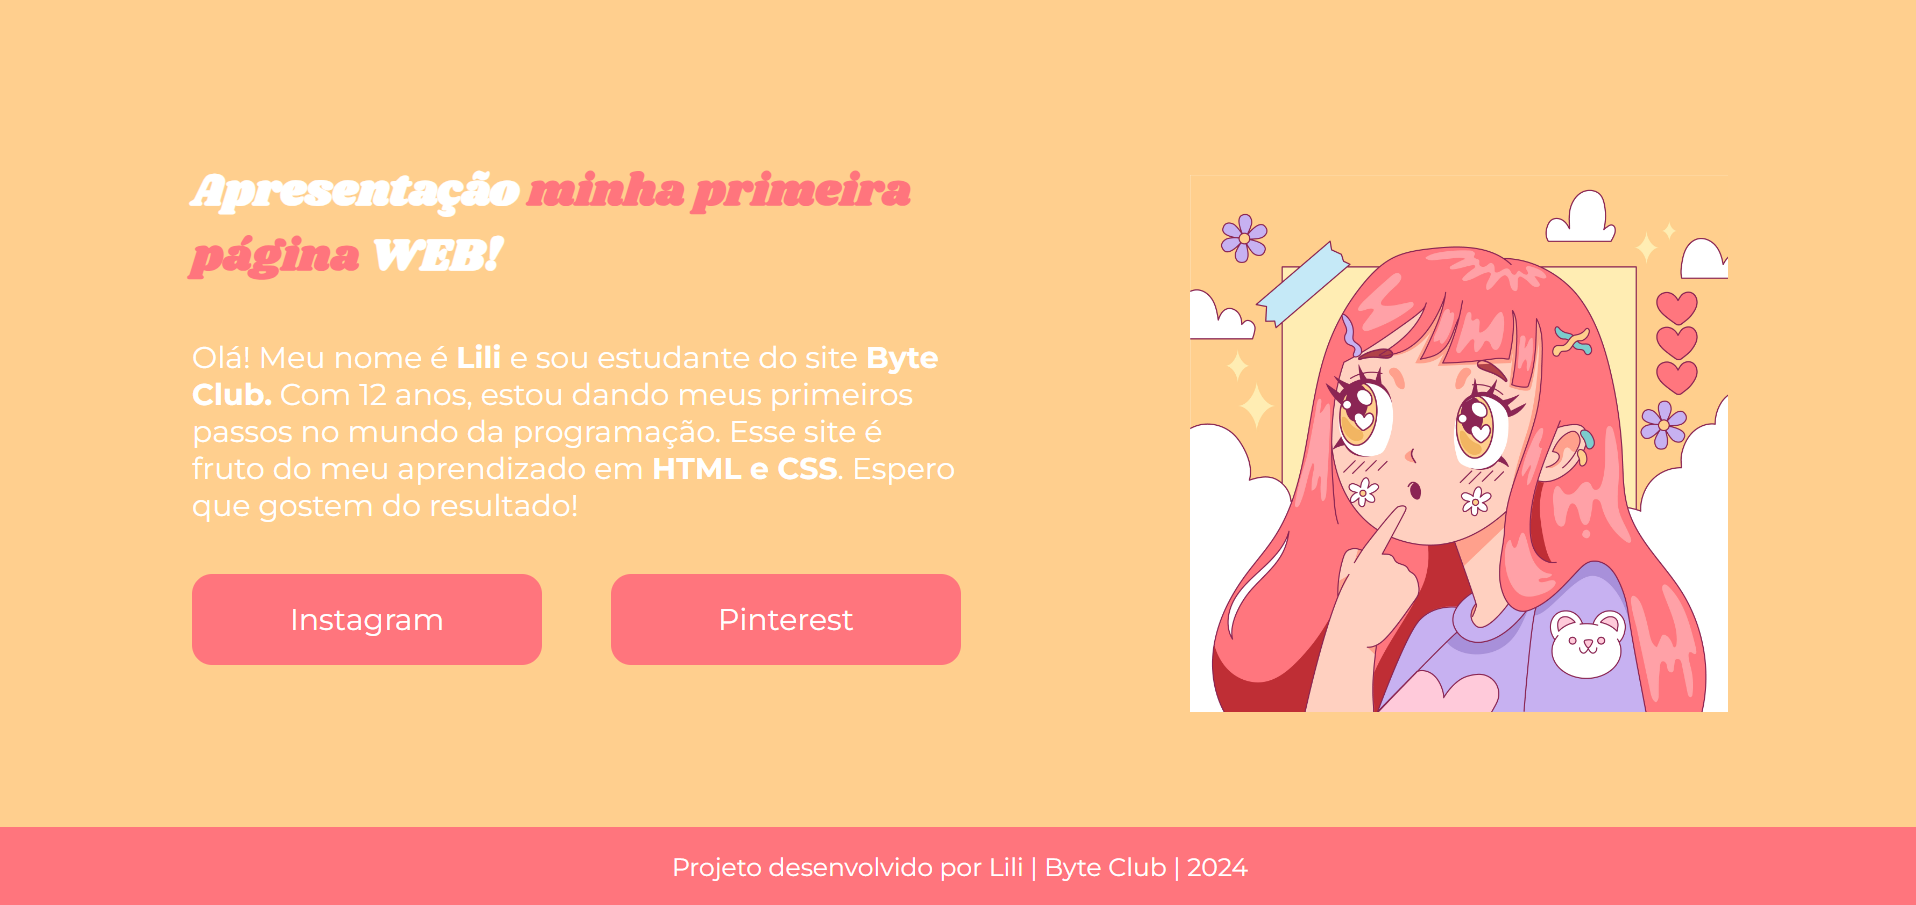 Apresentação minha primeira
página WEB!
Olá! Meu nome é Lili e sou estudante do site Byte
Club. Com 12 anos, estou dando meus primeiros
passos no mundo da programação. Esse site é
fruto do meu aprendizado em HTML e CSS. Espero
que gostem do resultado!
Instagram
Pinterest
Projeto desenvolvido por Lili | Byte Club | 2024